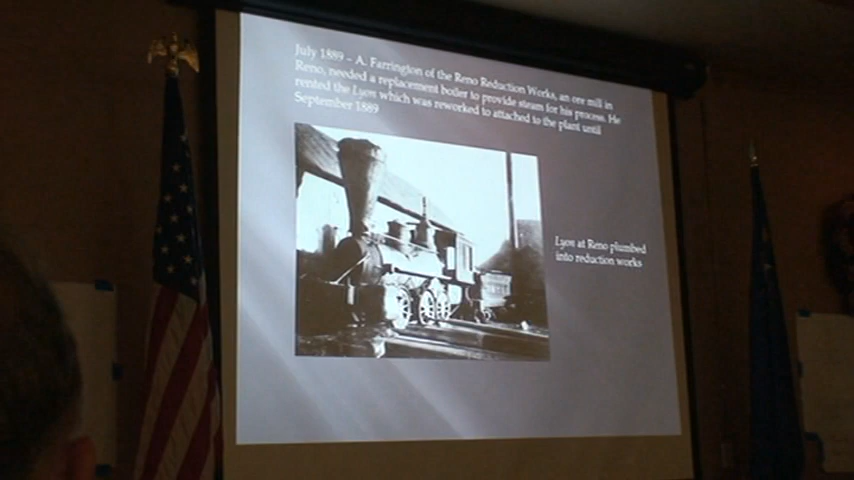 July 1889 – A. Farrington of the Reno Reduction Works, an ore mill in
Reno, needed a replacement boiler to provide steam for his process. He
rented the Lyon which was reworked to attached to the plant until
September 1889
Lyon at Reno plumbed
into reduction works